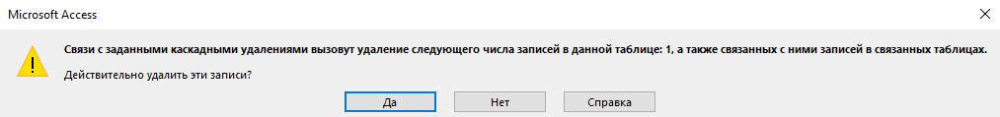 Microsoft Access
Связи с заданными каскадными удалениями вызовут удаление следующего числа записей в данной таблице: 1, а также связанных с ними записей в связанных таблицах.
Действительно удалить эти записи?
Да Нет Справка